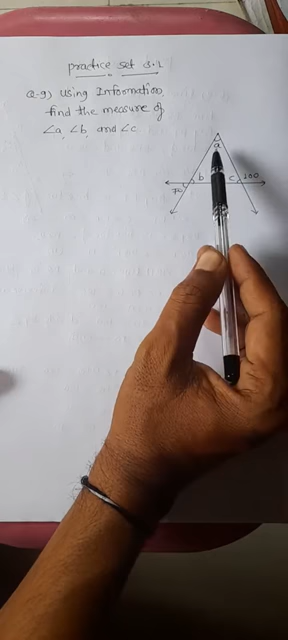 practice set 3.1
Q-9) Using Information,
find the measure of
∠a, ∠b, and ∠c
a
b c 100
70